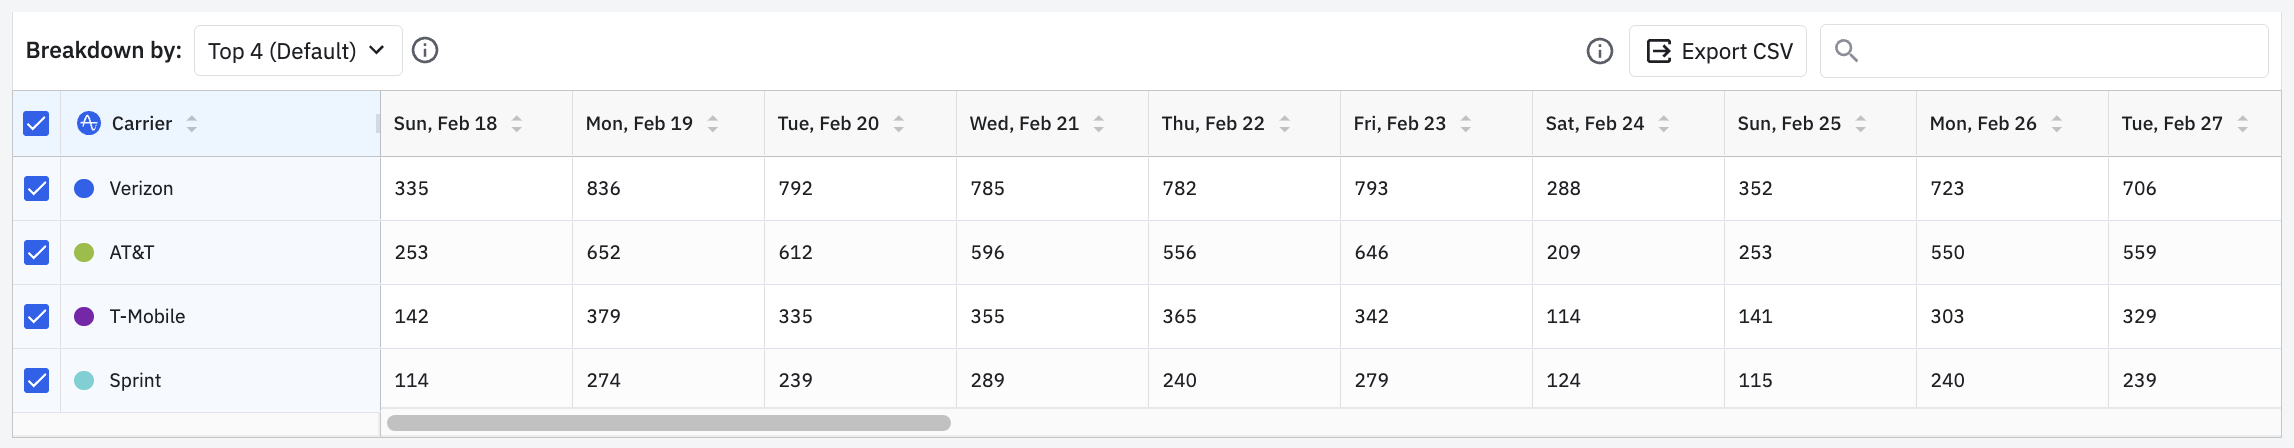 Breakdown by: Top 4 (Default) Export CSV
Carrier Sun, Feb 18 Mon, Feb 19 Tue, Feb 20 Wed, Feb 21 Thu, Feb 22 Fri, Feb 23 Sat, Feb 24 Sun, Feb 25 Mon, Feb 26 Tue, Feb 27
Verizon 335 836 792 785 782 793 288 352 723 706
AT&T 253 652 612 596 556 646 209 253 550 559
T-Mobile 142 379 335 355 365 342 114 141 303 329
Sprint 114 274 239 289 240 279 124 115 240 239